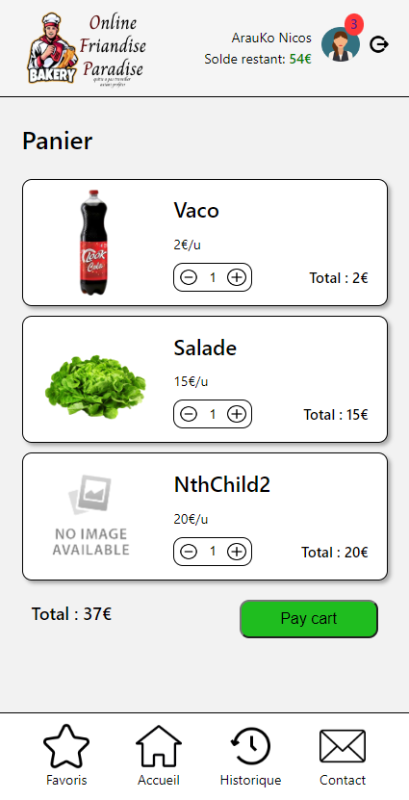 Online
Friandise
Paradise
BAKERY
ArauKo Nicos
3
Solde restant: 54€
Panier
Vaco
2€/u
1
Total : 2€
Cola
Salade
15€/u
1
Total : 15€
NthChild2
20€/u
NO IMAGE
AVAILABLE
1
Total : 20€
Total : 37€
Pay cart
Favoris
Accueil
Historique
Contact